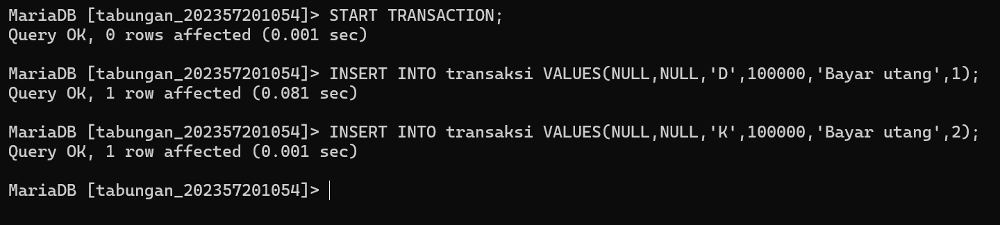 MariaDB [tabungan_202357201054]> START TRANSACTION;
Query OK, 0 rows affected (0.001 sec)
MariaDB [tabungan_202357201054]> INSERT INTO transaksi VALUES(NULL,NULL,'D',100000,'Bayar utang',1);
Query OK, 1 row affected (0.081 sec)
MariaDB [tabungan_202357201054]> INSERT INTO transaksi VALUES(NULL,NULL,'K',100000,'Bayar utang',2);
Query OK, 1 row affected (0.001 sec)
MariaDB [tabungan_202357201054]>